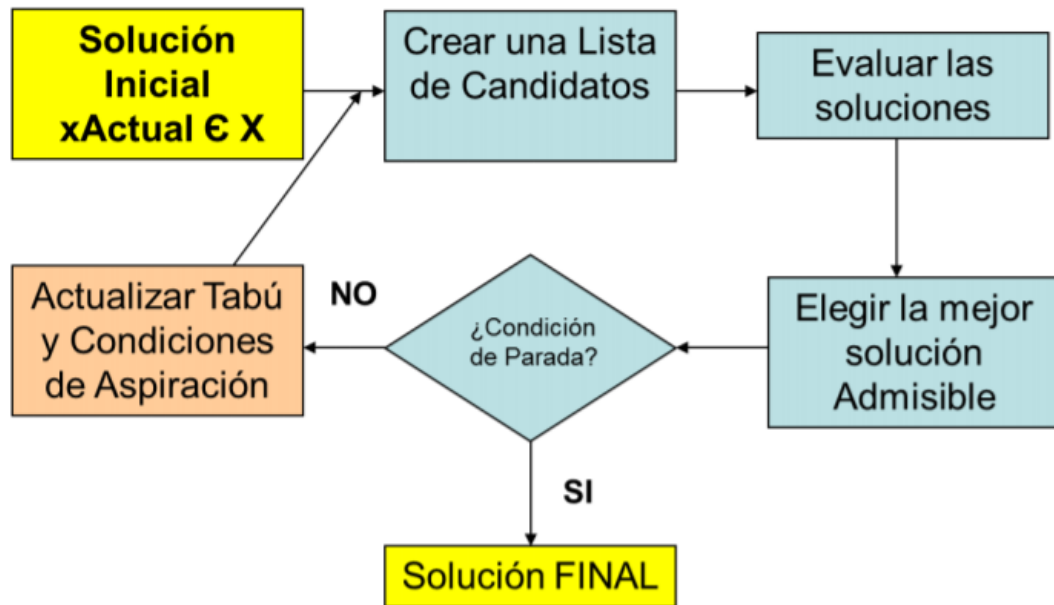 Solución
Inicial
xActual Є X
Crear una Lista
de Candidatos
Evaluar las
soluciones
Actualizar Tabú
y Condiciones
de Aspiración
NO
¿Condición
de Parada?
Elegir la mejor
solución
Admisible
SI
Solución FINAL